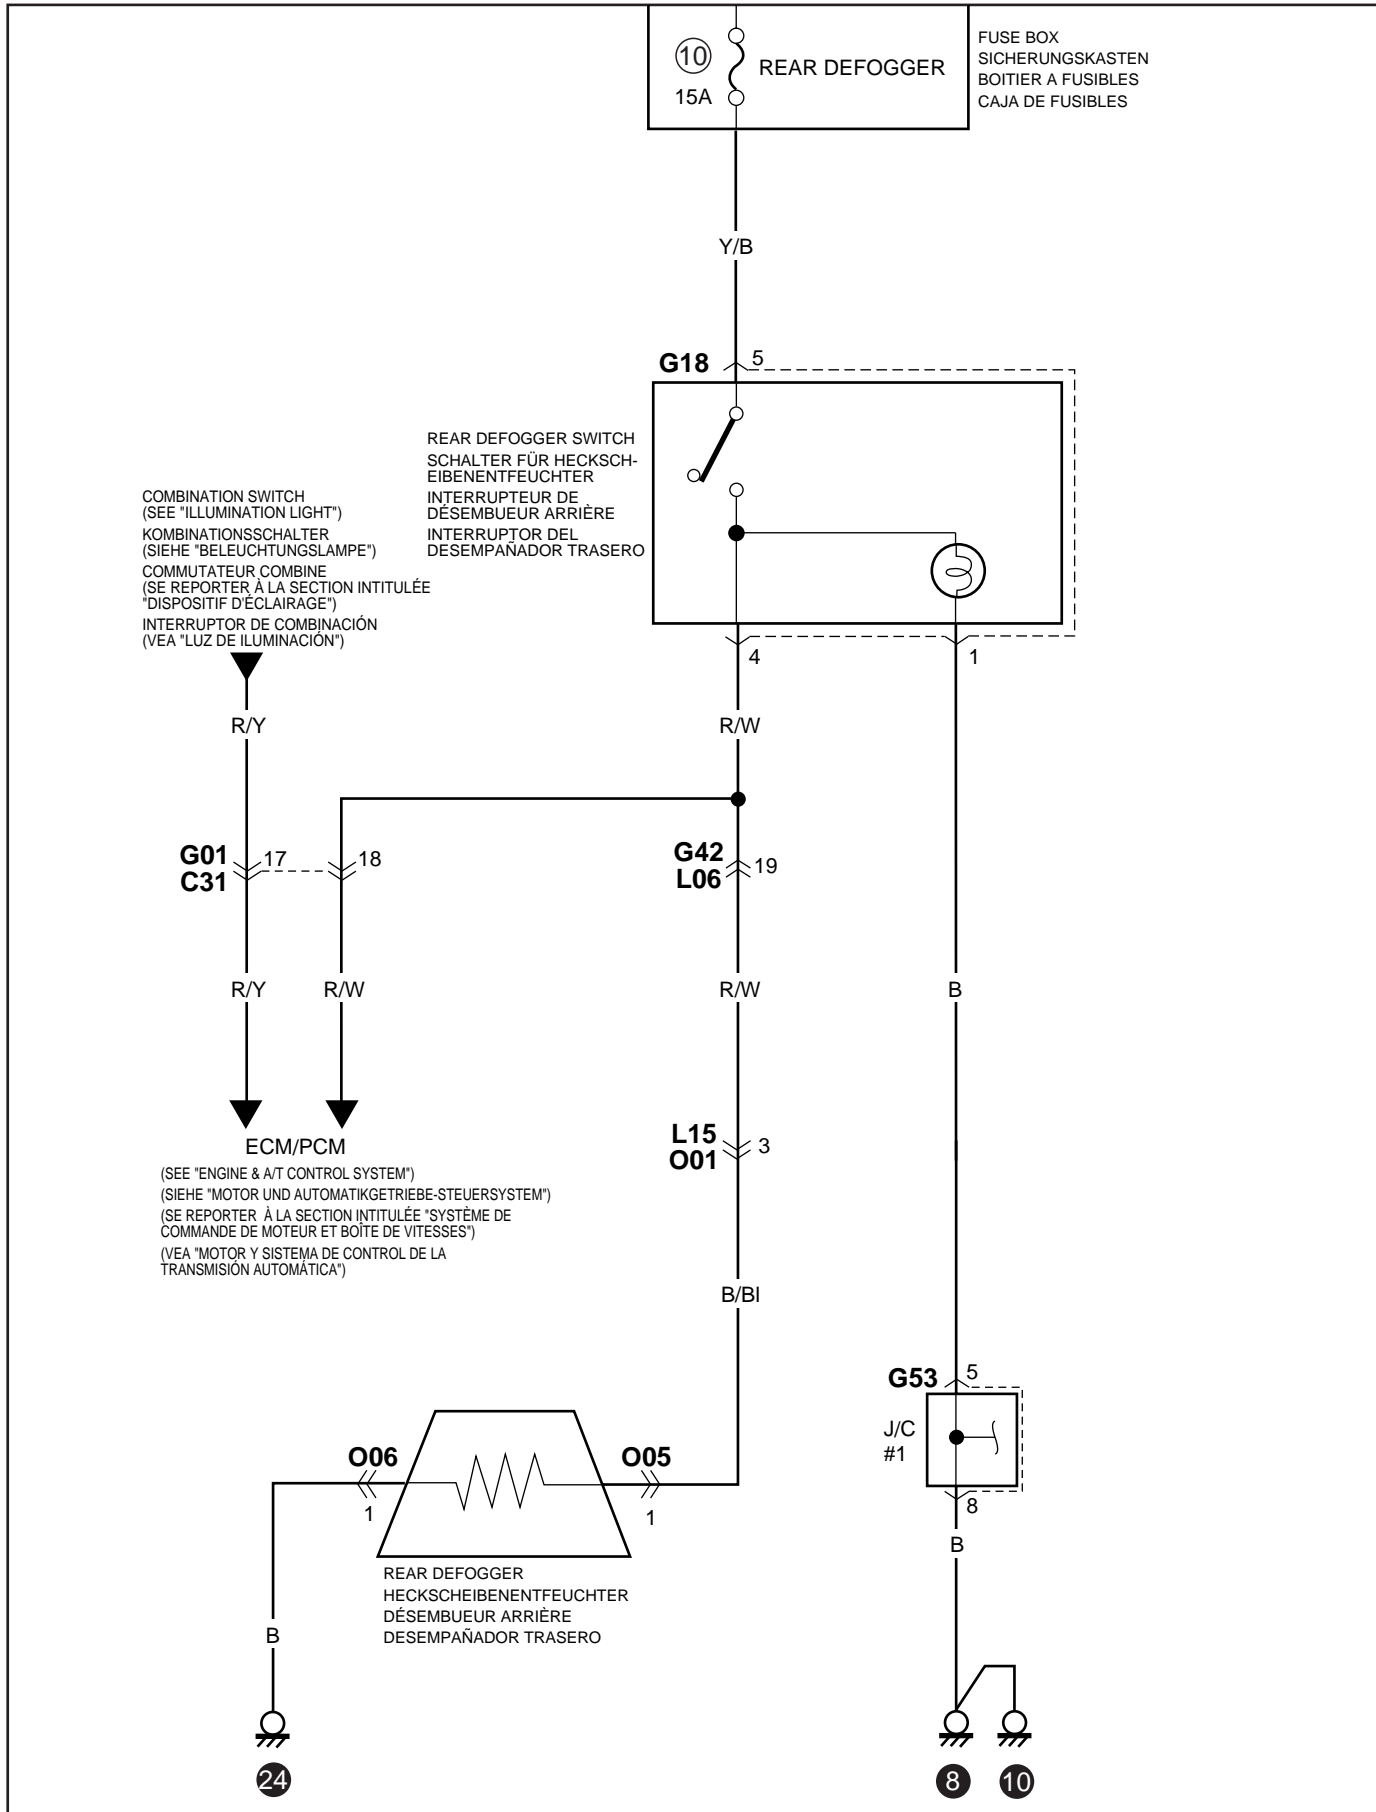 10
15A
REAR DEFOGGER
FUSE BOX
SICHERUNGSKASTEN
BOITIER A FUSIBLES
CAJA DE FUSIBLES
Y/B
G18
5
REAR DEFOGGER SWITCH
SCHALTER FÜR HECKSCH-
EIBENENTFEUCHTER
INTERRUPTEUR DE
DÉSEMBUEUR ARRIÈRE
INTERRUPTOR DEL
DESEMPAÑADOR TRASERO
COMBINATION SWITCH
(SEE "ILLUMINATION LIGHT")
KOMBINATIONSSCHALTER
(SIEHE "BELEUCHTUNGSLAMPE")
COMMUTATEUR COMBINE
(SE REPORTER À LA SECTION INTITULÉE
"DISPOSITIF D'ÉCLAIRAGE")
INTERRUPTOR DE COMBINACIÓN
(VEA "LUZ DE ILUMINACIÓN")
4
1
R/Y
R/W
G01
C31
17
18
G42
L06
19
R/Y
R/W
R/W
B
ECM/PCM
(SEE "ENGINE & A/T CONTROL SYSTEM")
(SIEHE "MOTOR UND AUTOMATIKGETRIEBE-STEUERSYSTEM")
(SE REPORTER À LA SECTION INTITULÉE "SYSTÈME DE
COMMANDE DE MOTEUR ET BOÎTE DE VITESSES")
(VEA "MOTOR Y SISTEMA DE CONTROL DE LA
TRANSMISIÓN AUTOMÁTICA")
L15
O01
3
B/Bl
G53
5
J/C
#1
8
O06
1
O05
1
REAR DEFOGGER
HECKSCHEIBENENTFEUCHTER
DÉSEMBUEUR ARRIÈRE
DESEMPAÑADOR TRASERO
B
B
24
8
10